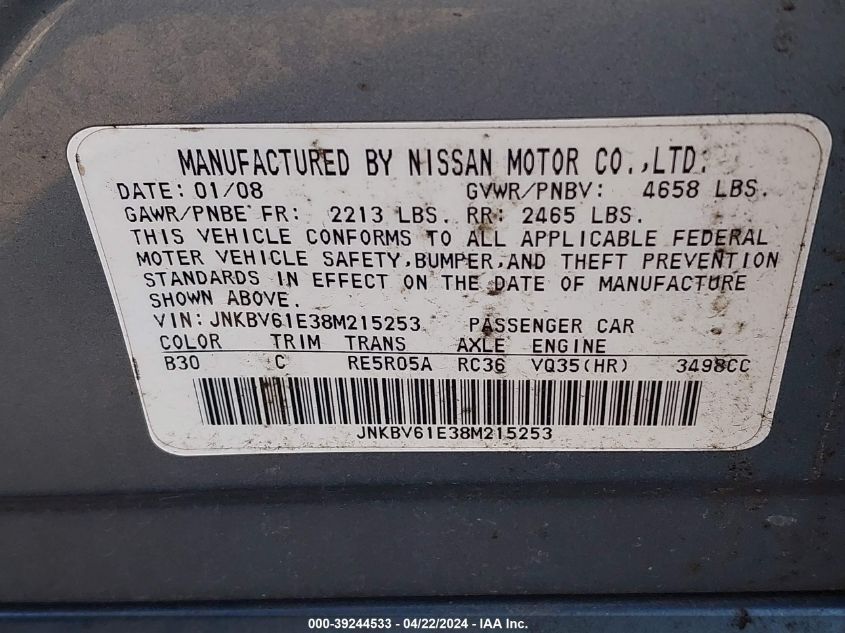 MANUFACTURED BY NISSAN MOTOR CO.,LTD.
DATE: 01/08 GVWR/PNBV: 4658 LBS.
GAWR/PNBE FR: 2213 LBS. RR: 2465 LBS.
THIS VEHICLE CONFORMS TO ALL APPLICABLE FEDERAL
MOTER VEHICLE SAFETY,BUMPER,AND THEFT PREVENTION
STANDARDS IN EFFECT ON THE DATE OF MANUFACTURE
SHOWN ABOVE.
VIN: JNKBV61E38M215253 PASSENGER CAR
COLOR TRIM TRANS AXLE ENGINE
B30 C RE5R05A RC36 VQ35(HR) 3498CC
JNKBV61E38M215253
000-39244533 - 04/22/2024 - IAA Inc.